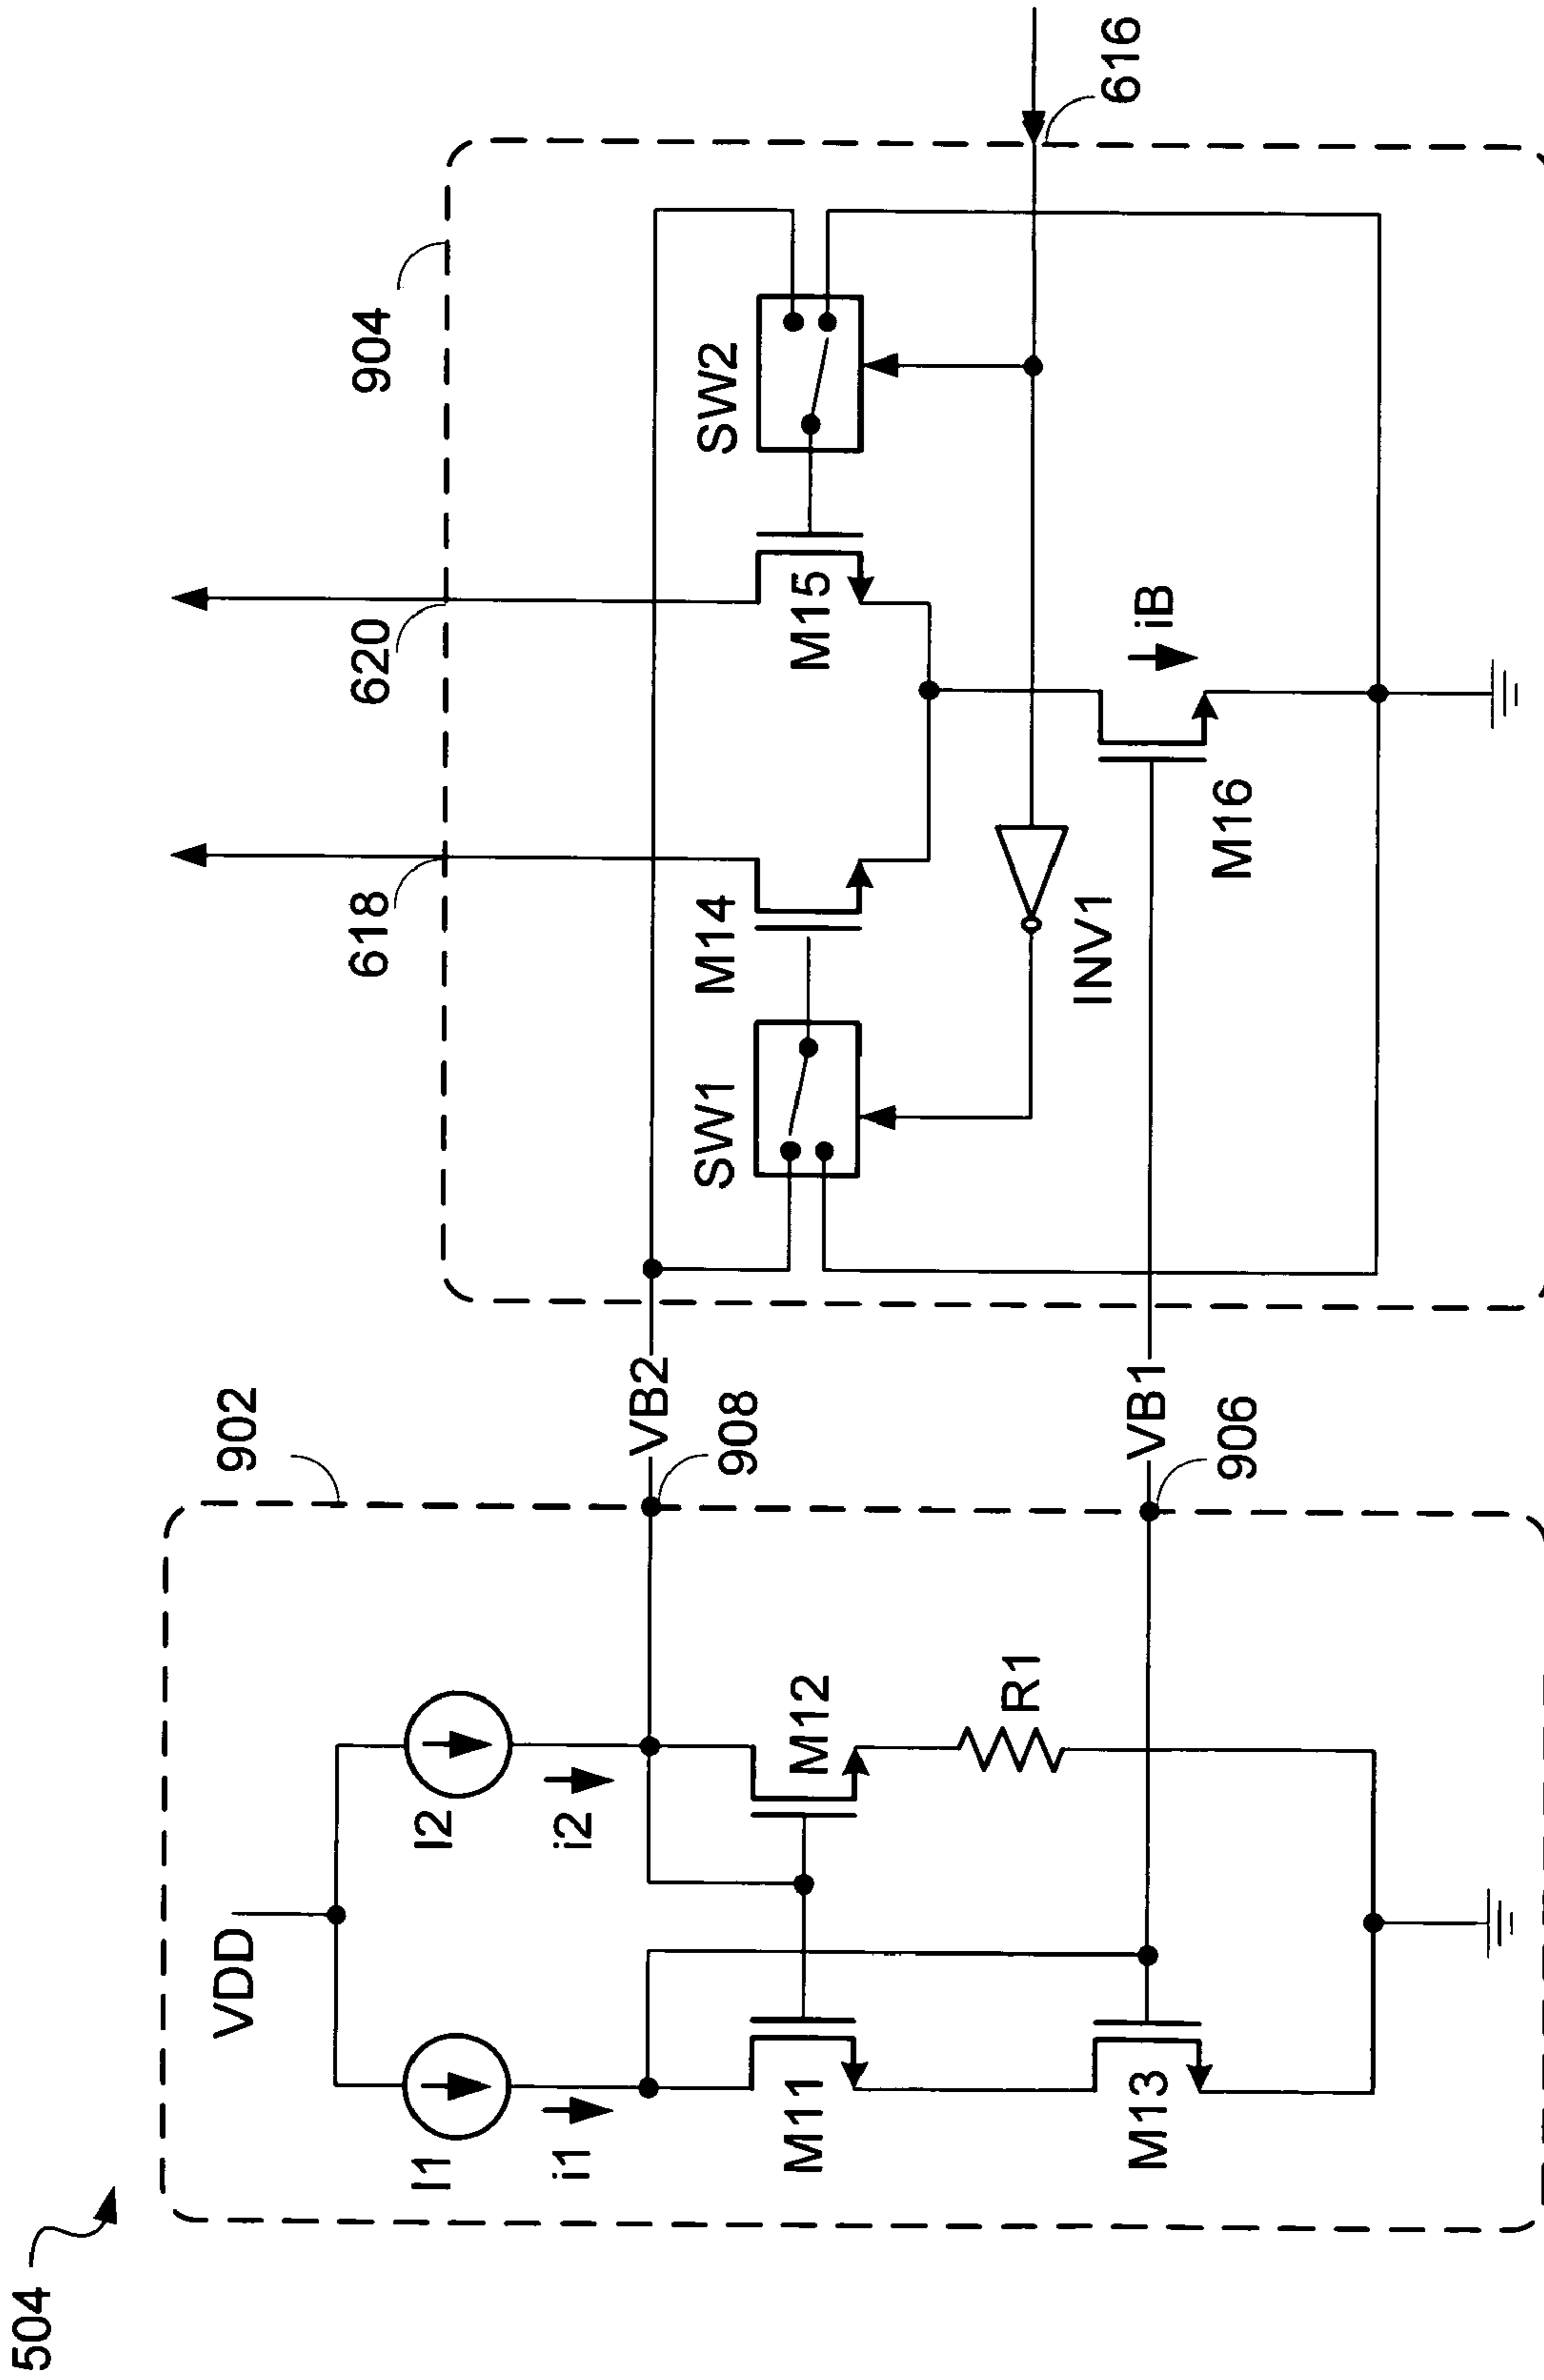 504
902
904
VDD
I1
I2
i1
i2
M11
M12
M13
R1
VB2
908
VB1
906
618
620
SW1
M14
M15
SW2
INV1
M16
iB
616